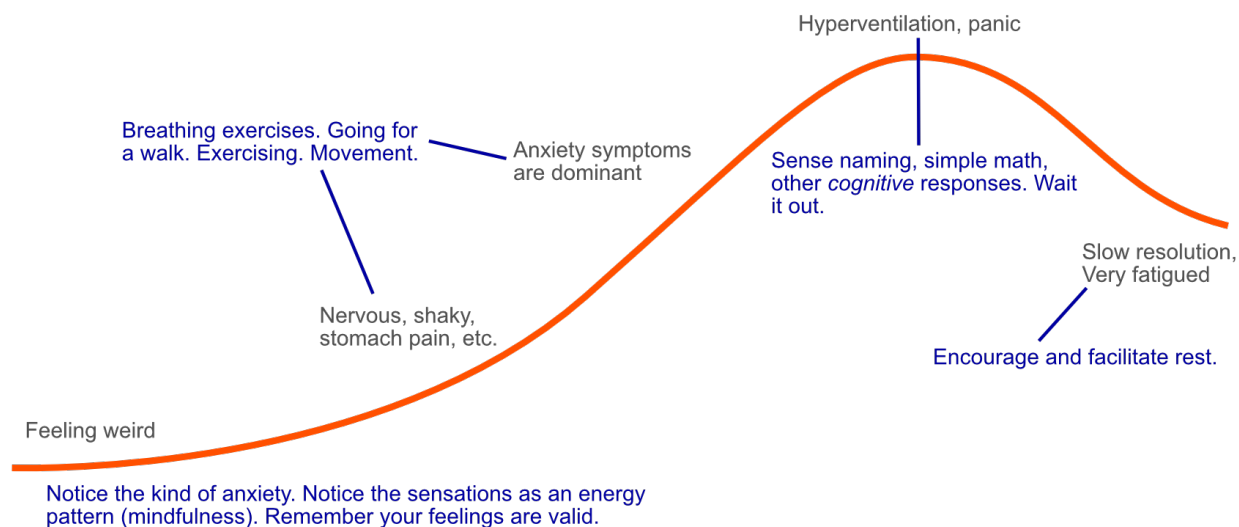 Hyperventilation, panic
Breathing exercises. Going for
a walk. Exercising. Movement.
Anxiety symptoms
are dominant
Sense naming, simple math,
other cognitive responses. Wait
it out.
Slow resolution,
Very fatigued
Nervous, shaky,
stomach pain, etc.
Encourage and facilitate rest.
Feeling weird
Notice the kind of anxiety. Notice the sensations as an energy
pattern (mindfulness). Remember your feelings are valid.